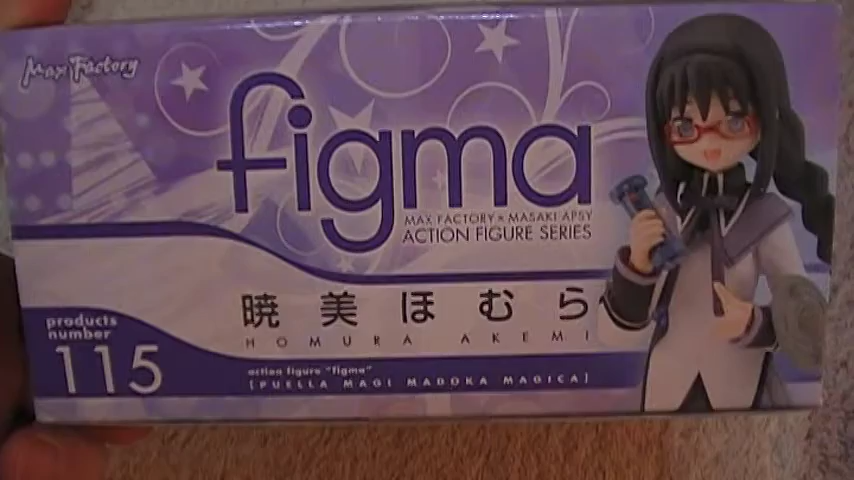 Max Factory
figma
MAX FACTORY × MASAKI APSY
ACTION FIGURE SERIES
暁美ほむら
HOMURA AKEMI
products
number
115
action figure "figma"
[PUELLA MAGI MADOKA MAGICA]